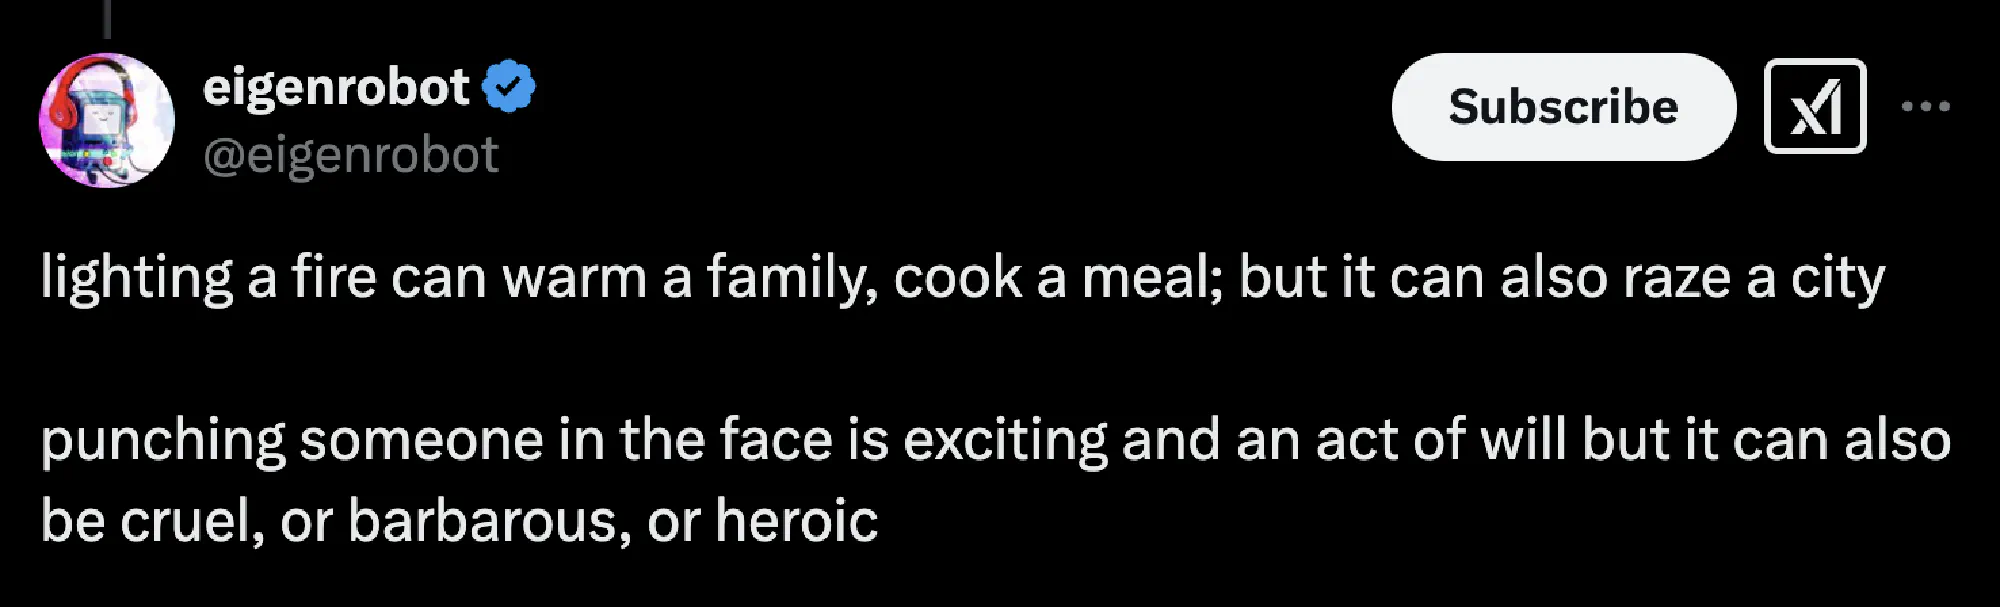 eigenrobot
@eigenrobot
Subscribe
lighting a fire can warm a family, cook a meal; but it can also raze a city
punching someone in the face is exciting and an act of will but it can also
be cruel, or barbarous, or heroic